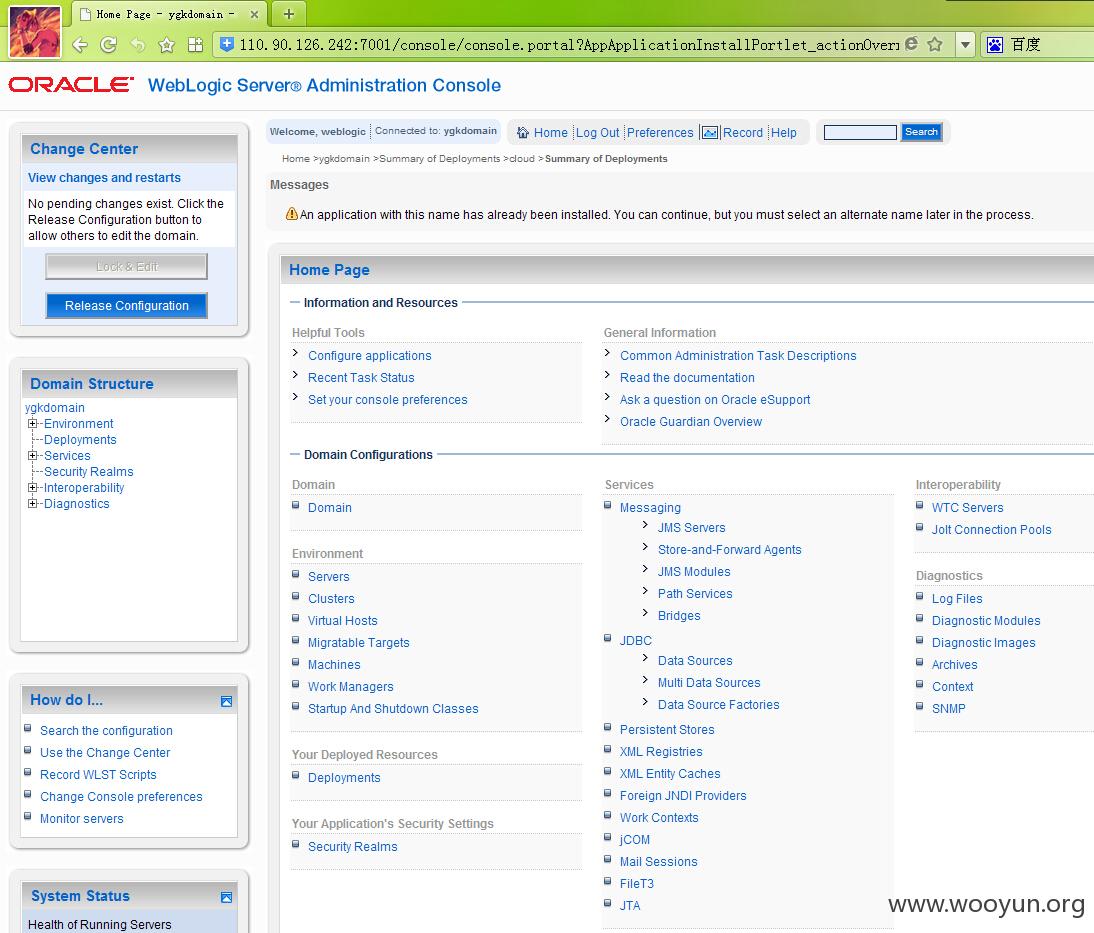 Home Page - ygkdomain -
110.90.126.242:7001/console/console.portal?AppApplicationInstallPortlet_actionOverr
百度
ORACLE WebLogic Server® Administration Console
Change Center
View changes and restarts
No pending changes exist. Click the
Release Configuration button to
allow others to edit the domain.
Lock & Edit
Release Configuration
Domain Structure
ygkdomain
Environment
Deployments
Services
Security Realms
Interoperability
Diagnostics
How do I...
Search the configuration
Use the Change Center
Record WLST Scripts
Change Console preferences
Monitor servers
System Status
Health of Running Servers
Welcome, weblogic Connected to: ygkdomain Home Log Out Preferences Record Help Search
Home >ygkdomain >Summary of Deployments >cloud >Summary of Deployments
Messages
An application with this name has already been installed. You can continue, but you must select an alternate name later in the process.
Home Page
Information and Resources
Helpful Tools
Configure applications
Recent Task Status
Set your console preferences
General Information
Common Administration Task Descriptions
Read the documentation
Ask a question on Oracle eSupport
Oracle Guardian Overview
Domain Configurations
Domain
Domain
Environment
Servers
Clusters
Virtual Hosts
Migratable Targets
Machines
Work Managers
Startup And Shutdown Classes
Your Deployed Resources
Deployments
Your Application's Security Settings
Security Realms
Services
Messaging
JMS Servers
Store-and-Forward Agents
JMS Modules
Path Services
Bridges
JDBC
Data Sources
Multi Data Sources
Data Source Factories
Persistent Stores
XML Registries
XML Entity Caches
Foreign JNDI Providers
Work Contexts
jCOM
Mail Sessions
FileT3
JTA
Interoperability
WTC Servers
Jolt Connection Pools
Diagnostics
Log Files
Diagnostic Modules
Diagnostic Images
Archives
Context
SNMP
www.wooyun.org